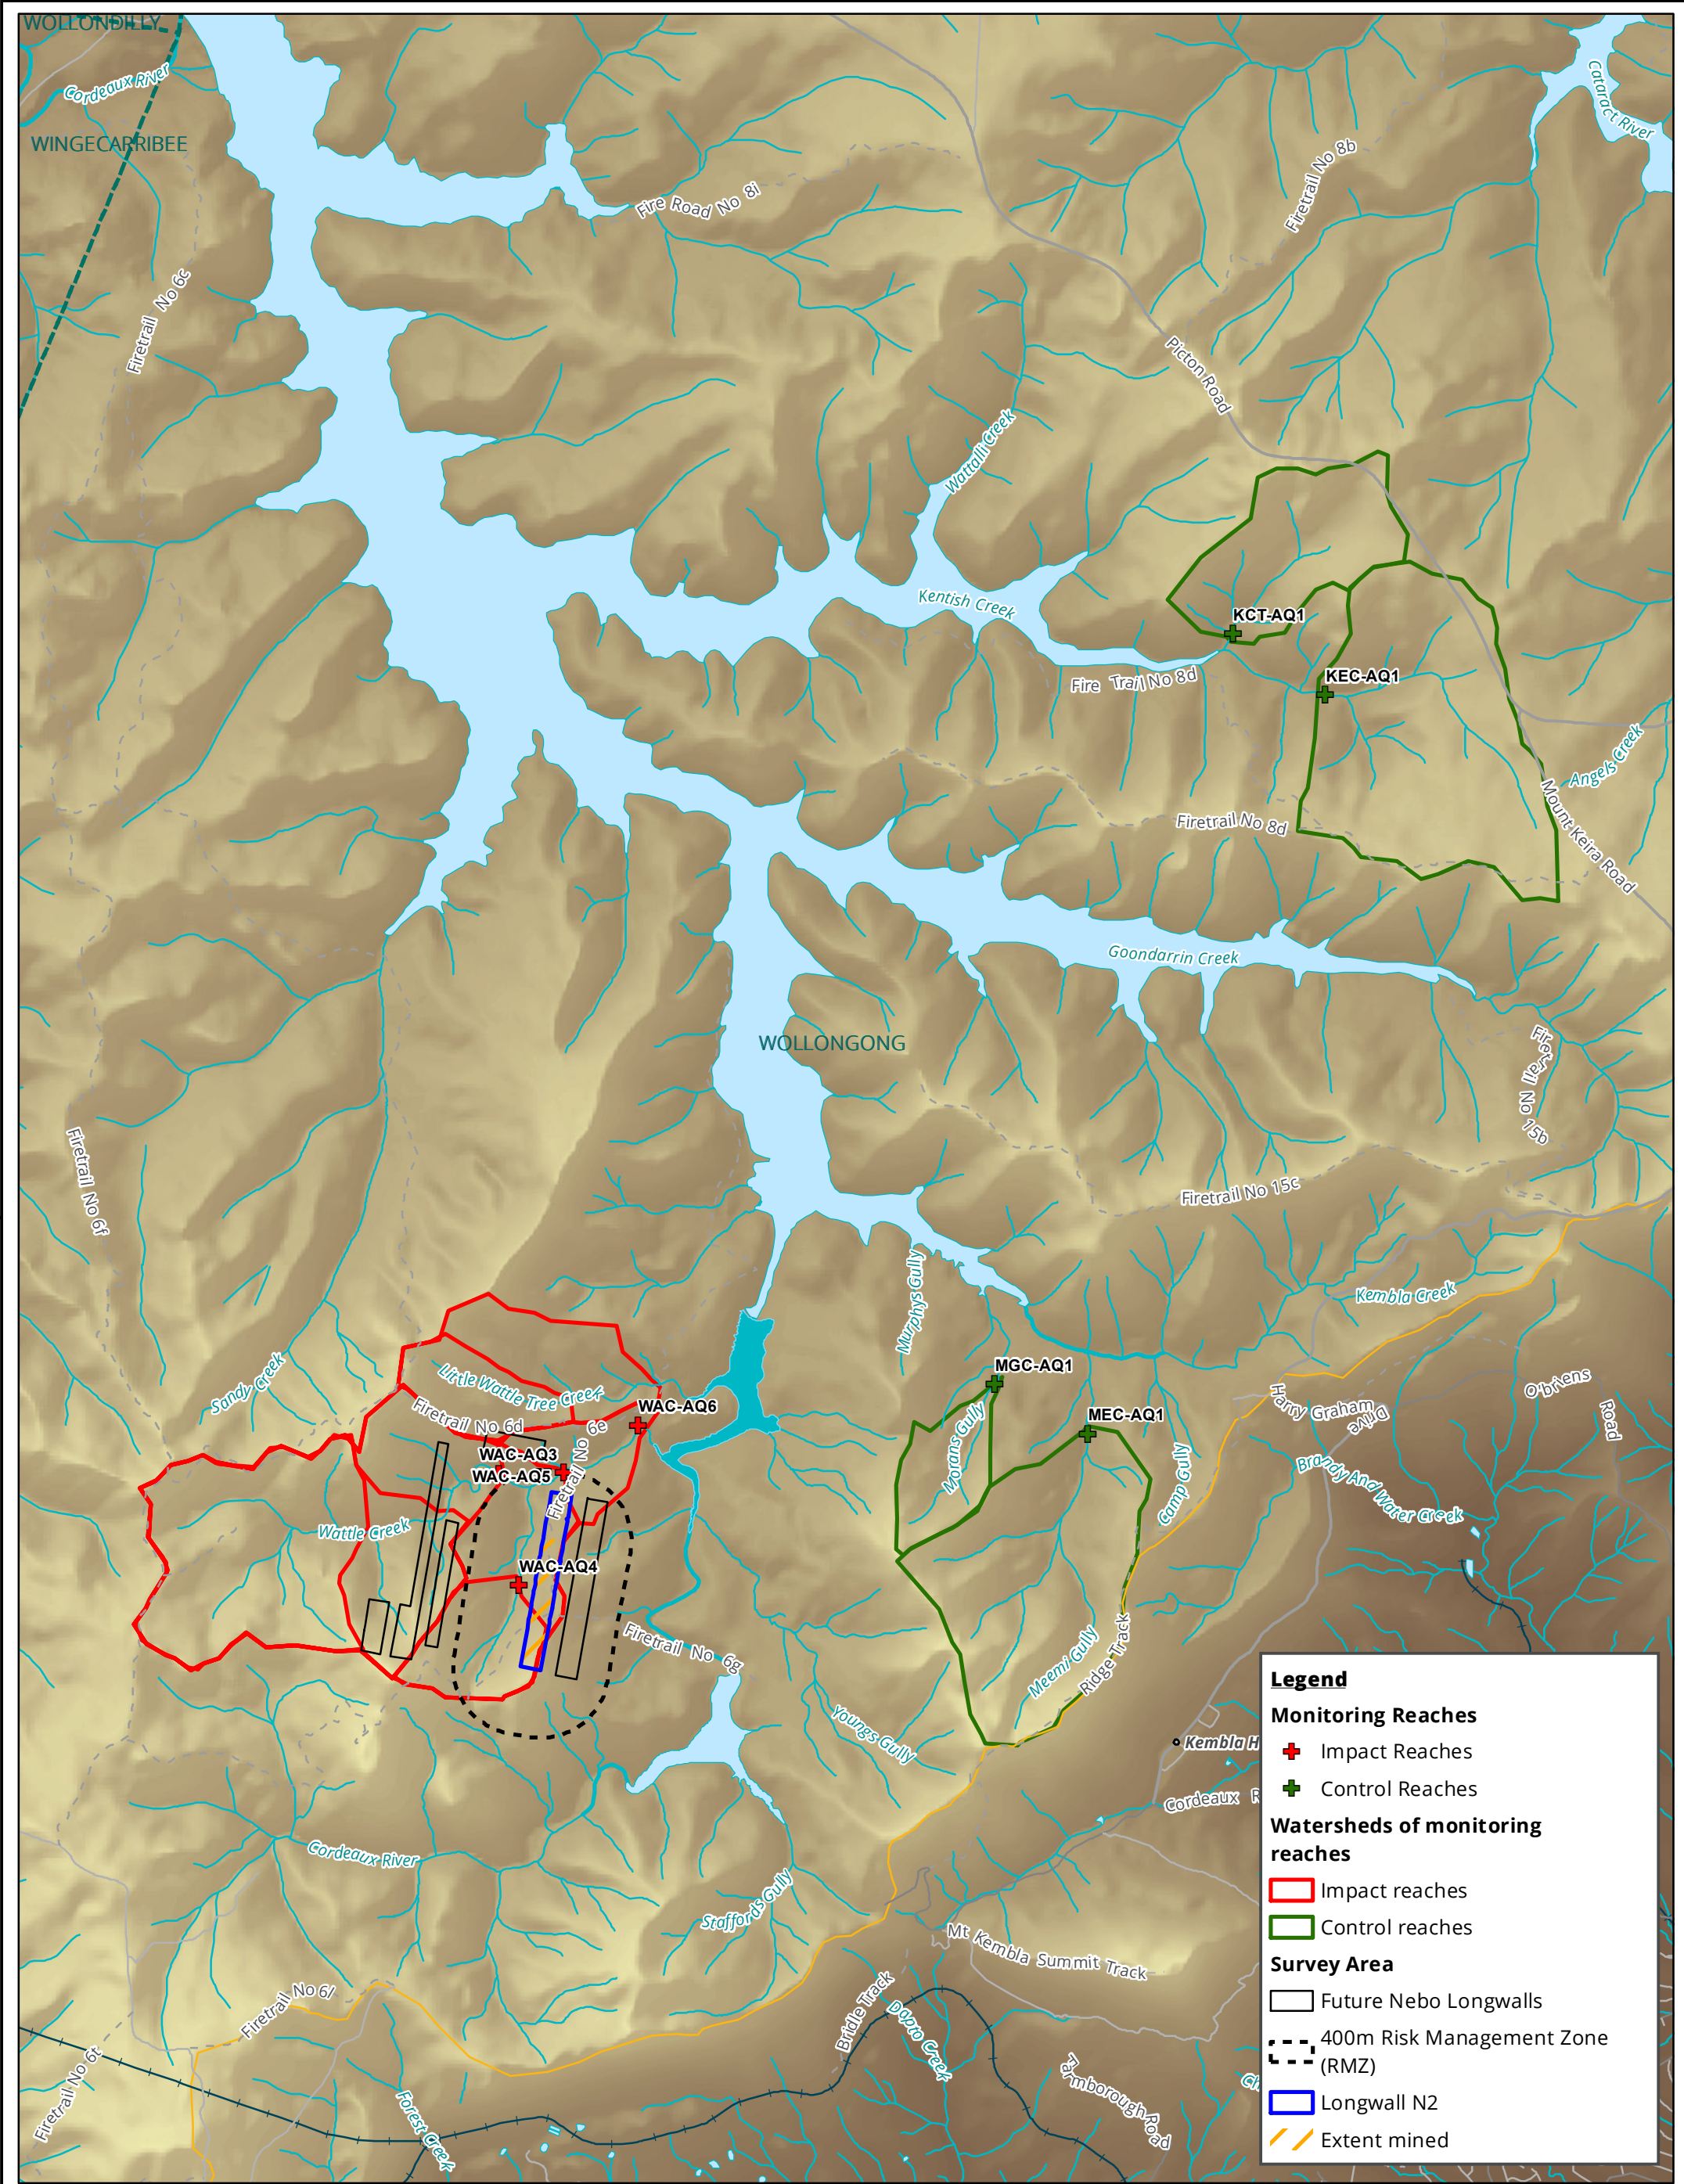 WOLLONDILLY
Cordeaux River
WINGECARRIBEE
Cataract River
Firetrail No 8b
Fire Road No 8i
Firetrail No 6c
Picton Road
Wattalli Creek
Kentish Creek
KCT-AQ1
Fire Trail No 8d
KEC-AQ1
Angels Creek
Mount Keira Road
Firetrail No 8d
Goondarrin Creek
WOLLONGONG
Firetrail No 15b
Firetrail No 6f
Firetrail No 15c
Murphys Gully
Kembla Creek
Sandy Creek
Little Wattle Tree Creek
MGC-AQ1
O'briens Road
Harry Graham Drive
WAC-AQ6
MEC-AQ1
Firetrail No 6d
Firetrail No 6e
Morans Gully
WAC-AQ3
WAC-AQ5
Camp Gully
Brandy And Water Creek
Wattle Creek
WAC-AQ4
Firetrail No 6g
Meemi Gully
Ridge Track
Youngs Gully
Kembla H
Cordeaux R
Cordeaux River
Staffords Gully
Mt Kembla Summit Track
Firetrail No 6l
Bridle Track
Dapto Creek
Farmborough Road
Ch
Firetrail No 6t
Forest Creek
Legend
Monitoring Reaches
Impact Reaches
Control Reaches
Watersheds of monitoring
reaches
Impact reaches
Control reaches
Survey Area
Future Nebo Longwalls
400m Risk Management Zone
(RMZ)
Longwall N2
Extent mined